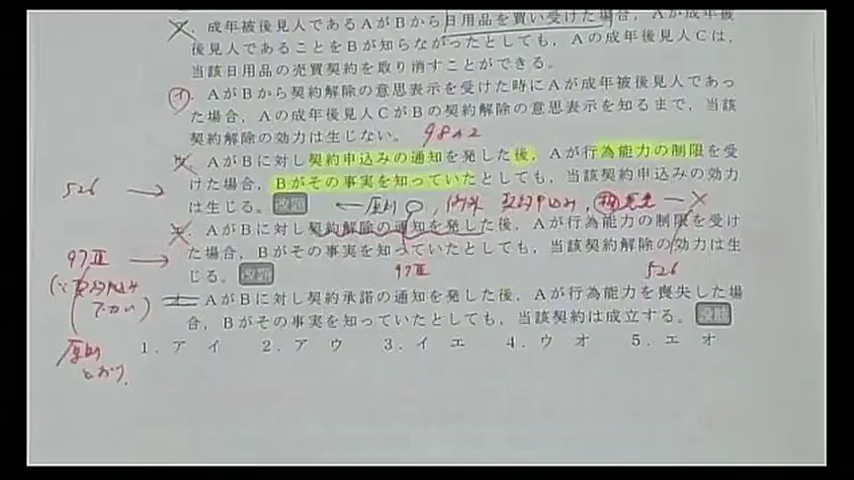 成年被後見人であるAがBから日用品を買い受けた場合，Aが成年被
後見人であることをBが知らなかったとしても，Aの成年後見人Cは，
当該日用品の売買契約を取り消すことができる。
イ AがBから契約解除の意思表示を受けた時にAが成年被後見人であっ
た場合，Aの成年後見人CがBの契約解除の意思表示を知るまで，当該
契約解除の効力は生じない。 98の2
AがBに対し契約申込みの通知を発した後，Aが行為能力の制限を受
526 → けた場合，Bがその事実を知っていたとしても，当該契約申込みの効力
は生じる。 改題 ← 原則○，
AがBに対し契約解除の通知を発した後，Aが行為能力の制限を受け
97Ⅲ → た場合，Bがその事実を知っていたとしても，当該契約解除の効力は生
じる。 改題 97Ⅲ 526
AがBに対し契約承諾の通知を発した後，Aが行為能力を喪失した場
合，Bがその事実を知っていたとしても，当該契約は成立する。
原則 とおり.
1．ア イ 2．ア ウ 3．イ エ 4．ウ オ 5．エ オ